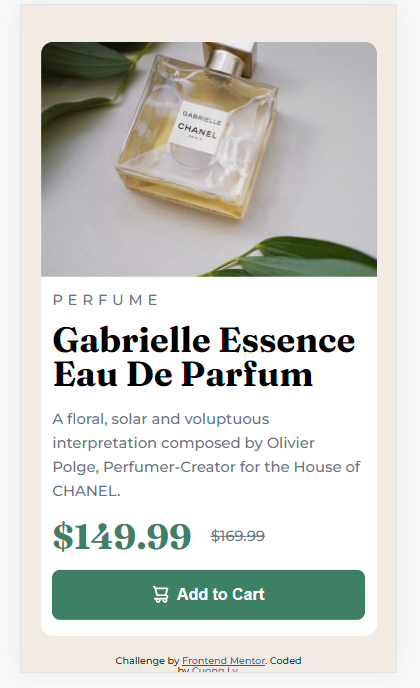 GABRIELLE
CHANEL
PARIS
PERFUME
Gabrielle Essence
Eau De Parfum
A floral, solar and voluptuous
interpretation composed by Olivier
Polge, Perfumer-Creator for the House of
CHANEL.
$149.99 $169.99
Add to Cart
Challenge by Frontend Mentor. Coded
by Cuong Ly